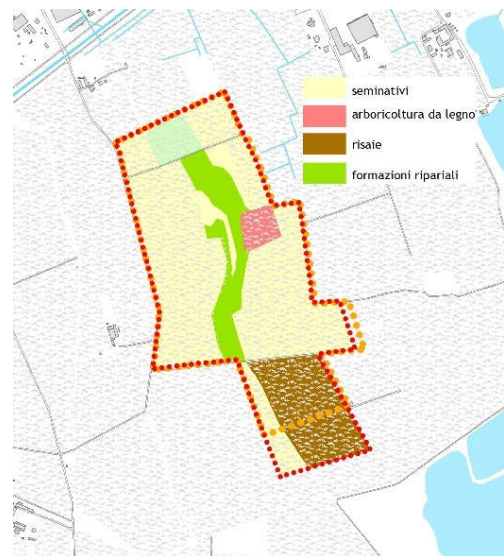 seminativi
arboricoltura da legno
risaie
formazioni ripariali